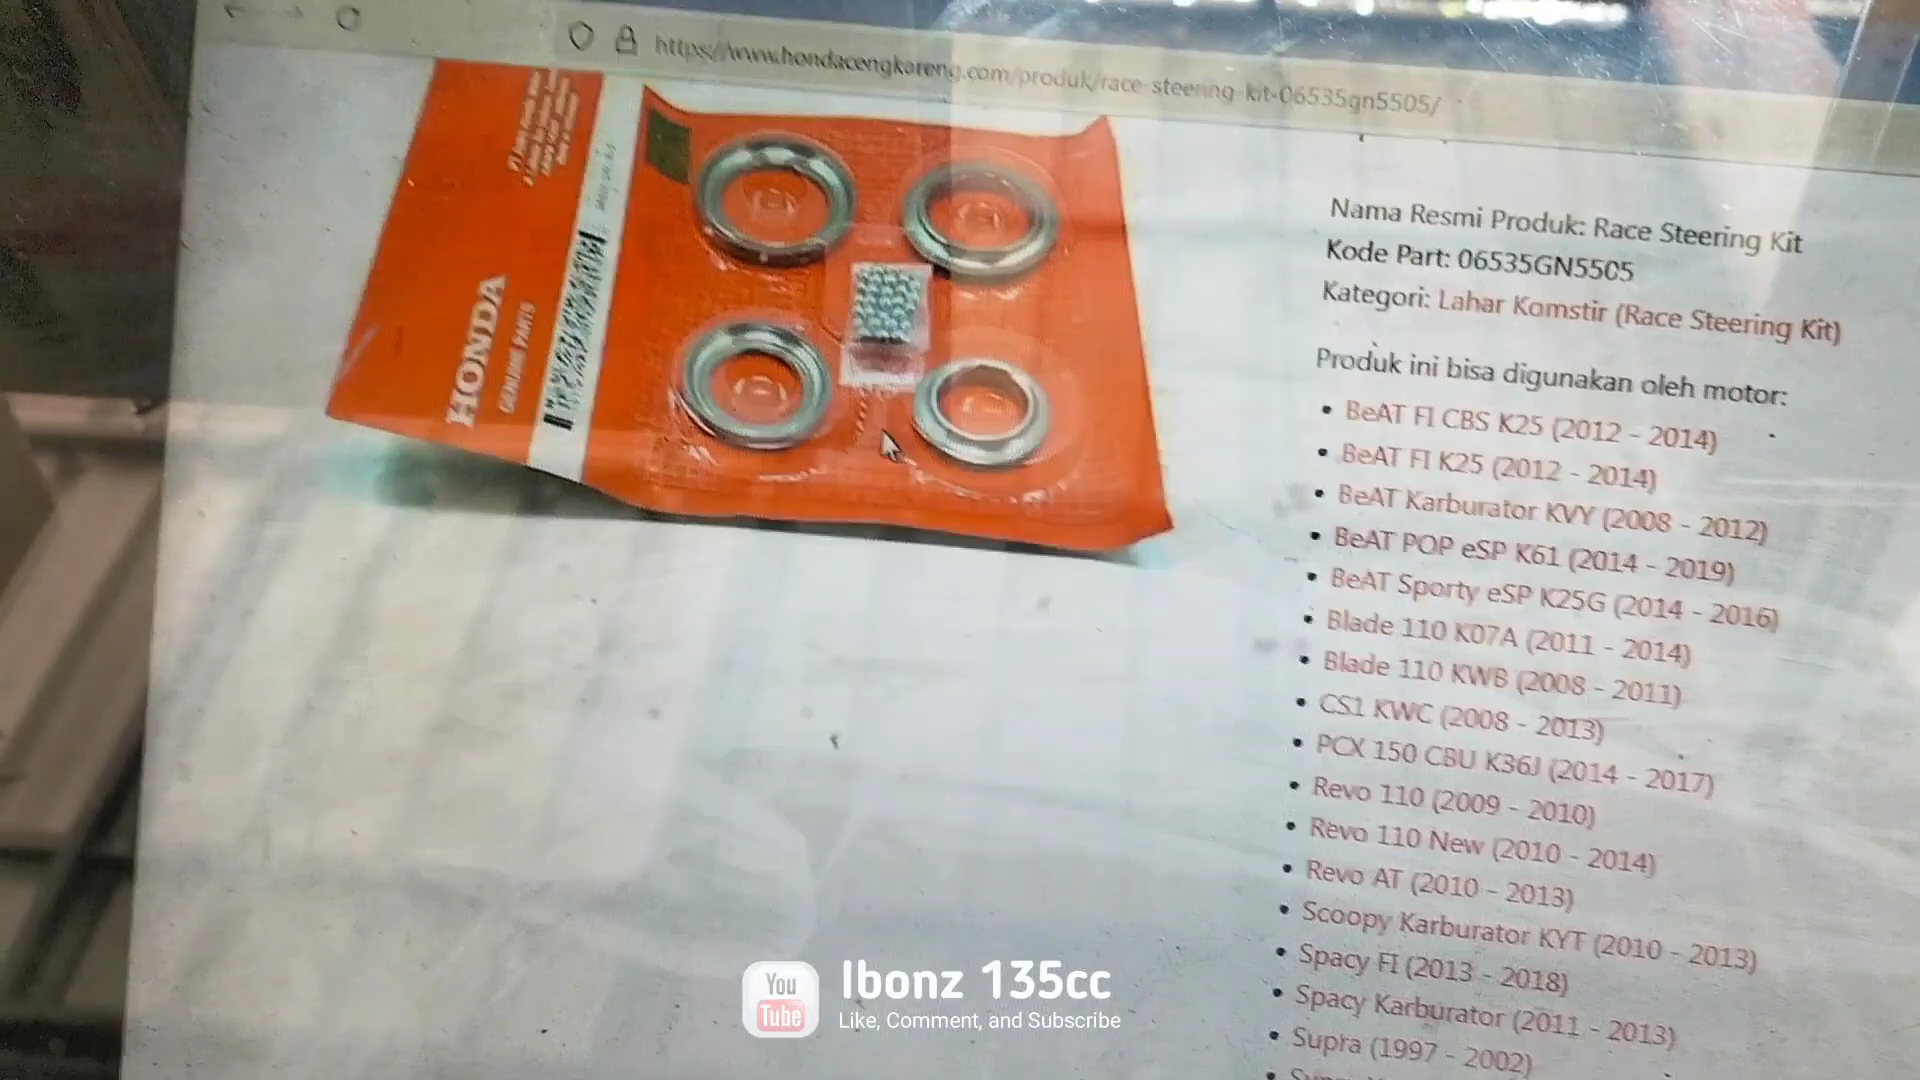 https://www.hondacengkareng.com/produk/race-steering-kit-06535gn5505/
HONDA
GENUINE PARTS
Nama Resmi Produk: Race Steering Kit
Kode Part: 06535GN5505
Kategori: Lahar Komstir (Race Steering Kit)
Produk ini bisa digunakan oleh motor:
• BeAT FI CBS K25 (2012 - 2014)
• BeAT FI K25 (2012 - 2014)
• BeAT Karburator KVY (2008 - 2012)
• BeAT POP eSP K61 (2014 - 2019)
• BeAT Sporty eSP K25G (2014 - 2016)
• Blade 110 K07A (2011 - 2014)
• Blade 110 KWB (2008 - 2011)
• CS1 KWC (2008 - 2013)
• PCX 150 CBU K36J (2014 - 2017)
• Revo 110 (2009 - 2010)
• Revo 110 New (2010 - 2014)
• Revo AT (2010 - 2013)
• Scoopy Karburator KYT (2010 - 2013)
• Spacy FI (2013 - 2018)
• Spacy Karburator (2011 - 2013)
• Supra (1997 - 2002)
You
Tube
Ibonz 135cc
Like, Comment, and Subscribe